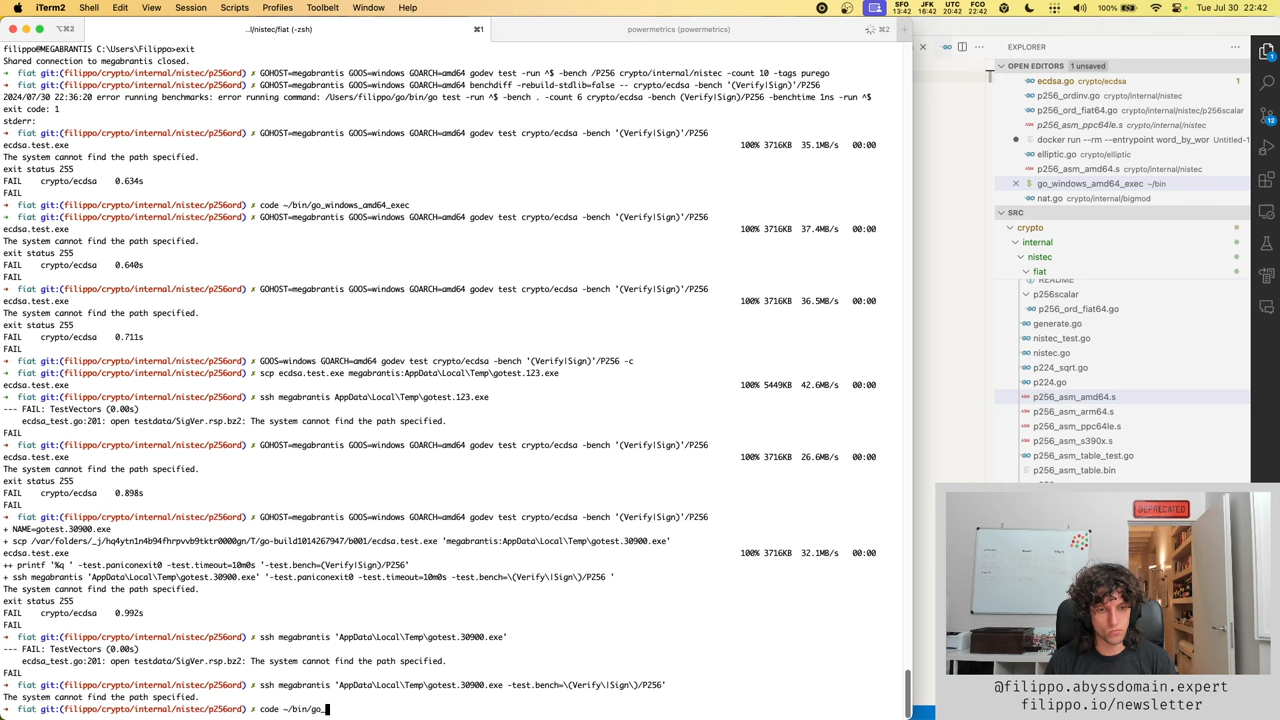 iTerm2 Shell Edit View Session Scripts Profiles Toolbelt Window Help
SFO 13:42 JFK 16:42 LHR 20:42 FCO 22:42
100%
Tue Jul 30 22:42
⌥⌘2
..l/nistec/fiat (-zsh) ⌘1
powermetrics (powermetrics) ⌘2
filippo@MEGABRANTIS C:\Users\Filippo>exit
Shared connection to megabrantis closed.
➜ fiat git:(filippo/crypto/internal/nistec/p256ord) ✗ GOHOST=megabrantis GOOS=windows GOARCH=amd64 godev test -run ^$ -bench /P256 crypto/internal/nistec -count 10 -tags purego
➜ fiat git:(filippo/crypto/internal/nistec/p256ord) ✗ GOHOST=megabrantis GOOS=windows GOARCH=amd64 benchdiff -rebuild-stdlib=false -- crypto/ecdsa -bench '(Verify|Sign)'/P256
2024/07/30 22:36:20 error running benchmarks: error running command: /Users/filippo/go/bin/go test -run ^$ -bench . -count 6 crypto/ecdsa -bench (Verify|Sign)/P256 -benchtime 1ns -run ^$
exit code: 1
stderr:
➜ fiat git:(filippo/crypto/internal/nistec/p256ord) ✗ GOHOST=megabrantis GOOS=windows GOARCH=amd64 godev test crypto/ecdsa -bench '(Verify|Sign)'/P256
ecdsa.test.exe 100% 3716KB 35.1MB/s 00:00
The system cannot find the path specified.
exit status 255
FAIL crypto/ecdsa 0.634s
FAIL
➜ fiat git:(filippo/crypto/internal/nistec/p256ord) ✗ code ~/bin/go_windows_amd64_exec
➜ fiat git:(filippo/crypto/internal/nistec/p256ord) ✗ GOHOST=megabrantis GOOS=windows GOARCH=amd64 godev test crypto/ecdsa -bench '(Verify|Sign)'/P256
ecdsa.test.exe 100% 3716KB 37.4MB/s 00:00
The system cannot find the path specified.
exit status 255
FAIL crypto/ecdsa 0.640s
FAIL
➜ fiat git:(filippo/crypto/internal/nistec/p256ord) ✗ GOHOST=megabrantis GOOS=windows GOARCH=amd64 godev test crypto/ecdsa -bench '(Verify|Sign)'/P256
ecdsa.test.exe 100% 3716KB 36.5MB/s 00:00
The system cannot find the path specified.
exit status 255
FAIL crypto/ecdsa 0.711s
FAIL
➜ fiat git:(filippo/crypto/internal/nistec/p256ord) ✗ GOOS=windows GOARCH=amd64 godev test crypto/ecdsa -bench '(Verify|Sign)'/P256 -c
➜ fiat git:(filippo/crypto/internal/nistec/p256ord) ✗ scp ecdsa.test.exe megabrantis:AppData\Local\Temp\gotest.123.exe
ecdsa.test.exe 100% 5449KB 42.6MB/s 00:00
➜ fiat git:(filippo/crypto/internal/nistec/p256ord) ✗ ssh megabrantis AppData\Local\Temp\gotest.123.exe
--- FAIL: TestVectors (0.00s)
ecdsa_test.go:201: open testdata/SigVer.rsp.bz2: The system cannot find the path specified.
FAIL
➜ fiat git:(filippo/crypto/internal/nistec/p256ord) ✗ GOHOST=megabrantis GOOS=windows GOARCH=amd64 godev test crypto/ecdsa -bench '(Verify|Sign)'/P256
ecdsa.test.exe 100% 3716KB 26.6MB/s 00:00
The system cannot find the path specified.
exit status 255
FAIL crypto/ecdsa 0.898s
FAIL
➜ fiat git:(filippo/crypto/internal/nistec/p256ord) ✗ GOHOST=megabrantis GOOS=windows GOARCH=amd64 godev test crypto/ecdsa -bench '(Verify|Sign)'/P256
+ NAME=gotest.30900.exe
+ scp /var/folders/_j/hq4ytn1n4b94fhrpvvb9tktr0000gn/T/go-build1014267947/b001/ecdsa.test.exe 'megabrantis:AppData\Local\Temp\gotest.30900.exe'
ecdsa.test.exe 100% 3716KB 32.1MB/s 00:00
++ printf '%q ' -test.paniconexit0 -test.timeout=10m0s '-test.bench=(Verify|Sign)/P256'
+ ssh megabrantis 'AppData\Local\Temp\gotest.30900.exe' '-test.paniconexit0 -test.timeout=10m0s -test.bench=\(Verify\|Sign\)/P256 '
The system cannot find the path specified.
exit status 255
FAIL crypto/ecdsa 0.992s
FAIL
➜ fiat git:(filippo/crypto/internal/nistec/p256ord) ✗ ssh megabrantis 'AppData\Local\Temp\gotest.30900.exe'
--- FAIL: TestVectors (0.00s)
ecdsa_test.go:201: open testdata/SigVer.rsp.bz2: The system cannot find the path specified.
FAIL
➜ fiat git:(filippo/crypto/internal/nistec/p256ord) ✗ ssh megabrantis 'AppData\Local\Temp\gotest.30900.exe -test.bench=\(Verify\|Sign\)/P256'
The system cannot find the path specified.
➜ fiat git:(filippo/crypto/internal/nistec/p256ord) ✗ code ~/bin/go_
EXPLORER
OPEN EDITORS 1 unsaved
ecdsa.go crypto/ecdsa 1
p256_ordinv.go crypto/internal/nistec
p256_ord_fiat64.go crypto/internal/nistec/p256scalar
p256_asm_ppc64le.s crypto/internal/nistec
docker run --rm --entrypoint word_by_wor Untitled-1
elliptic.go crypto/elliptic
p256_asm_amd64.s crypto/internal/nistec
go_windows_amd64_exec ~/bin
nat.go crypto/internal/bigmod
SRC
crypto
internal
nistec
fiat
README
p256scalar
p256_ord_fiat64.go
generate.go
nistec_test.go
nistec.go
p224_sqrt.go
p224.go
p256_asm_amd64.s
p256_asm_arm64.s
p256_asm_ppc64le.s
p256_asm_s390x.s
p256_asm_table_test.go
p256_asm_table.bin
12
DEPRECATED
@filippo.abyssdomain.expert
filippo.io/newsletter